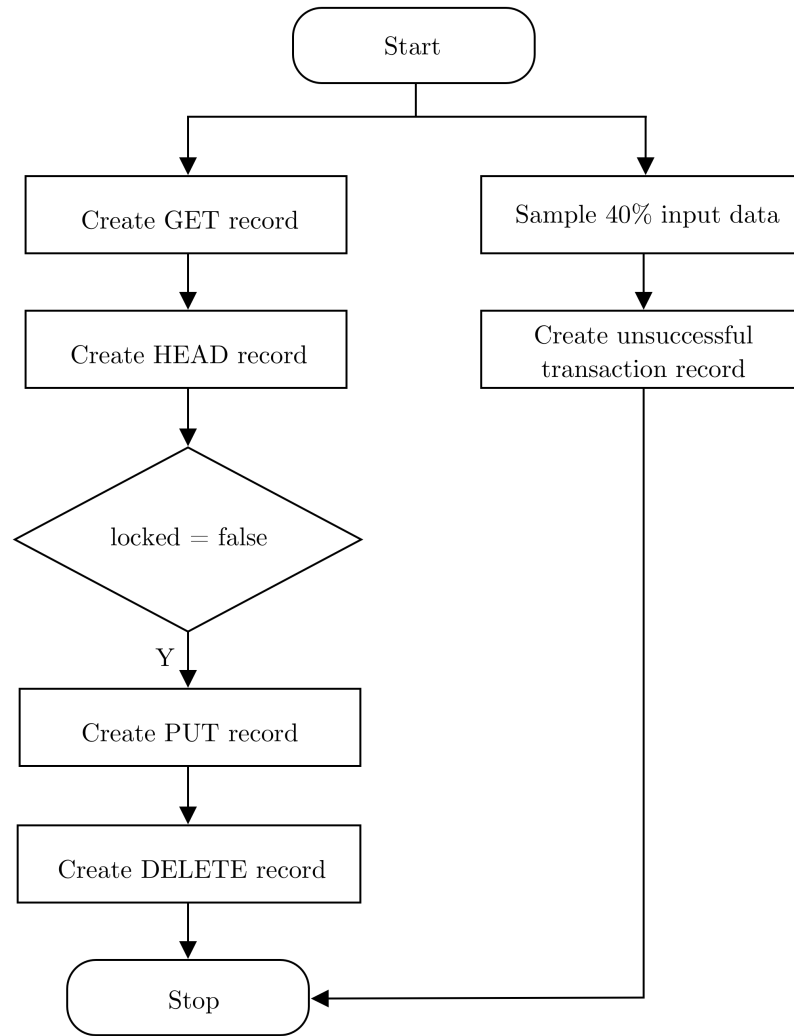 Start
Create GET record
Sample 40% input data
Create HEAD record
Create unsuccessful
transaction record
locked = false
Y
Create PUT record
Create DELETE record
Stop